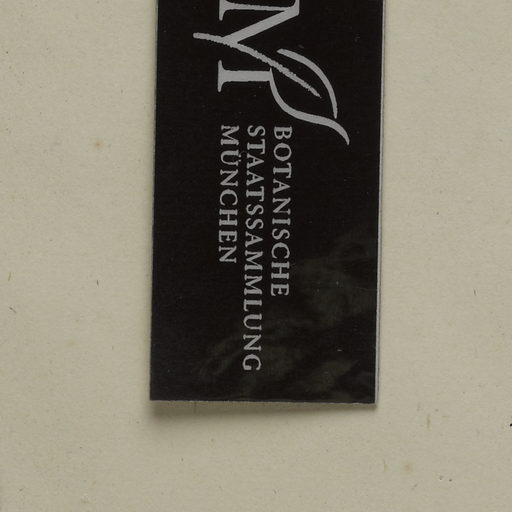 M
BOTANISCHE
STAATSSAMMLUNG
MÜNCHEN